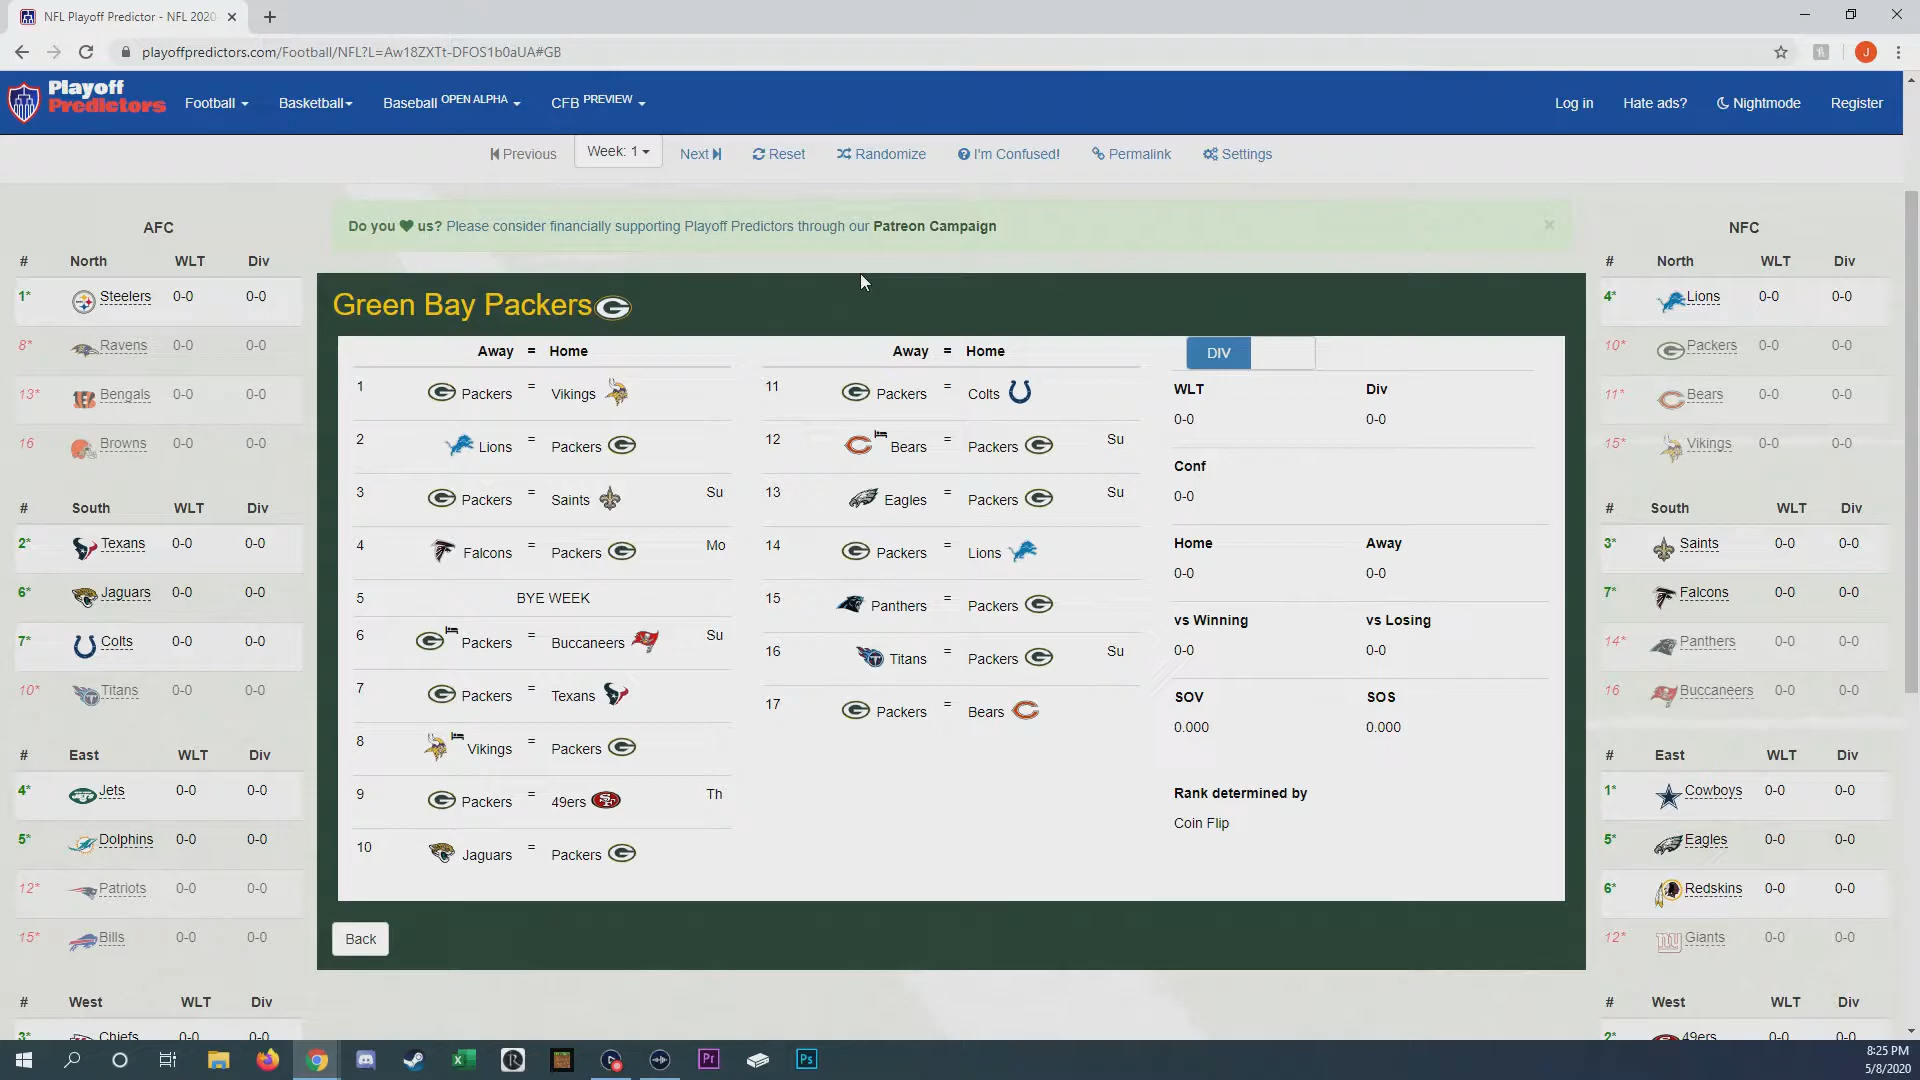 NFL Playoff Predictor - NFL 2020
playoffpredictors.com/Football/NFL?L=Aw18ZXTt-DFOS1b0aUA#GB
J
Playoff
Predictors
Football
Basketball
Baseball OPEN ALPHA
CFB PREVIEW
Log in
Hate ads?
Nightmode
Register
Previous
Week: 1
Next
Reset
Randomize
I'm Confused!
Permalink
Settings
Do you us? Please consider financially supporting Playoff Predictors through our Patreon Campaign
×
AFC
# North WLT Div
1* Steelers 0-0 0-0
8* Ravens 0-0 0-0
13* Bengals 0-0 0-0
16 Browns 0-0 0-0
# South WLT Div
2* Texans 0-0 0-0
6* Jaguars 0-0 0-0
7* Colts 0-0 0-0
10* Titans 0-0 0-0
# East WLT Div
4* Jets 0-0 0-0
5* Dolphins 0-0 0-0
12* Patriots 0-0 0-0
15* Bills 0-0 0-0
# West WLT Div
3* Chiefs 0-0 0-0
Green Bay Packers
Away = Home
1 Packers = Vikings
2 Lions = Packers
3 Packers = Saints Su
4 Falcons = Packers Mo
5 BYE WEEK
6 Packers = Buccaneers Su
7 Packers = Texans
8 Vikings = Packers
9 Packers = 49ers Th
10 Jaguars = Packers
Away = Home
11 Packers = Colts
12 Bears = Packers Su
13 Eagles = Packers Su
14 Packers = Lions
15 Panthers = Packers
16 Titans = Packers Su
17 Packers = Bears
DIV
WLT Div
0-0 0-0
Conf
0-0
Home Away
0-0 0-0
vs Winning vs Losing
0-0 0-0
SOV SOS
0.000 0.000
Rank determined by
Coin Flip
Back
NFC
# North WLT Div
4* Lions 0-0 0-0
10* Packers 0-0 0-0
11* Bears 0-0 0-0
15* Vikings 0-0 0-0
# South WLT Div
3* Saints 0-0 0-0
7* Falcons 0-0 0-0
14* Panthers 0-0 0-0
16 Buccaneers 0-0 0-0
# East WLT Div
1* Cowboys 0-0 0-0
5* Eagles 0-0 0-0
6* Redskins 0-0 0-0
12* Giants 0-0 0-0
# West WLT Div
2* 49ers 0-0 0-0
Pr
Ps
8:25 PM
5/8/2020